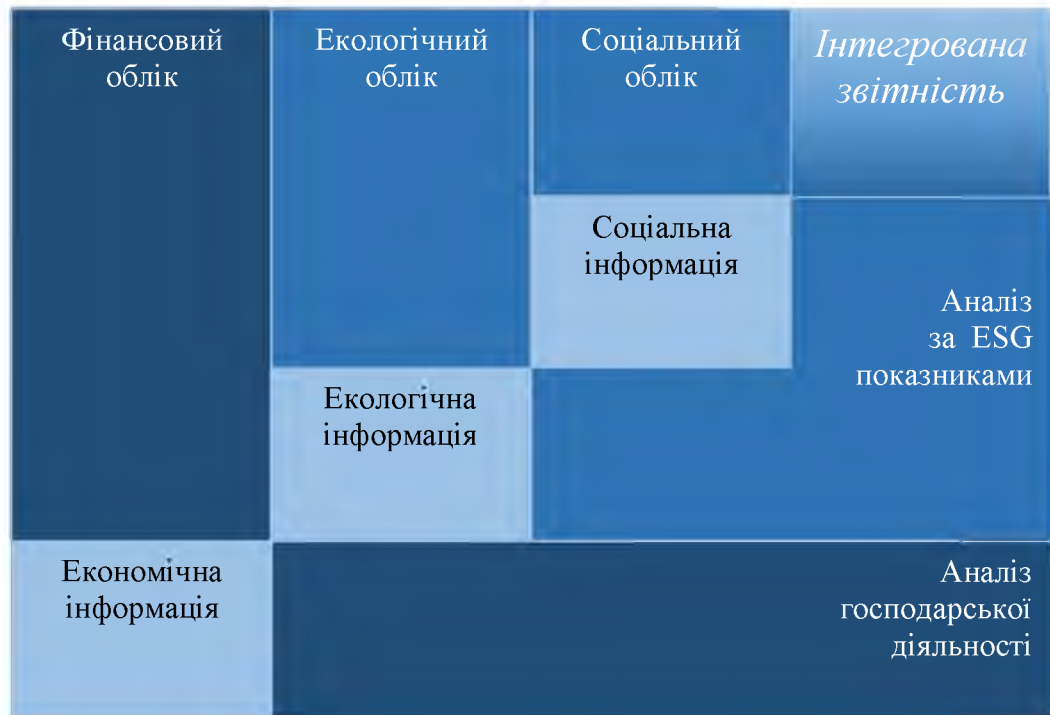 Фінансовий
облік
Екологічний
облік
Соціальний
облік
Інтегрована
звітність
Соціальна
інформація
Аналіз
за ESG
показниками
Екологічна
інформація
Економічна
інформація
Аналіз
господарської
діяльності